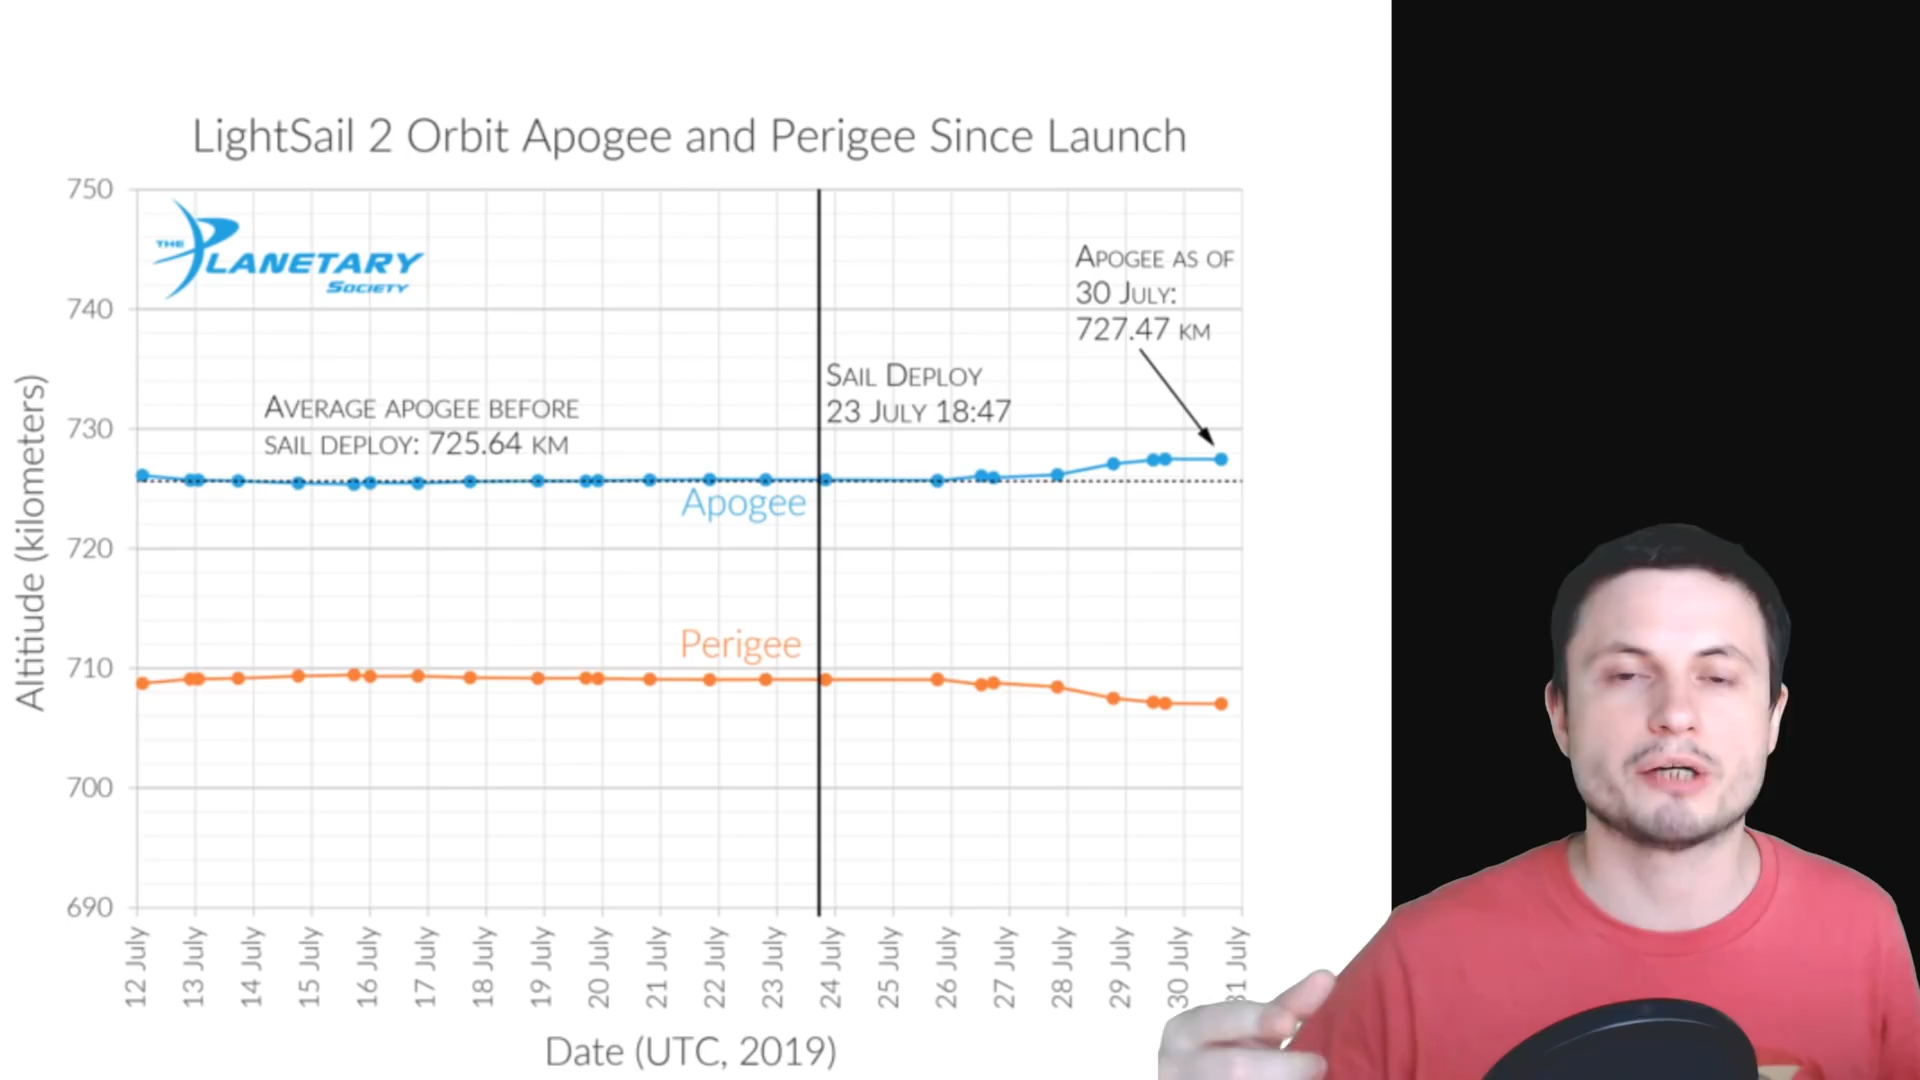 LightSail 2 Orbit Apogee and Perigee Since Launch
THE PLANETARY
SOCIETY
750
740
730
720
710
700
690
Altitude (kilometers)
AVERAGE APOGEE BEFORE
SAIL DEPLOY: 725.64 KM
SAIL DEPLOY
23 JULY 18:47
APOGEE AS OF
30 JULY:
727.47 KM
Apogee
Perigee
12 July
13 July
14 July
15 July
16 July
17 July
18 July
19 July
20 July
21 July
22 July
23 July
24 July
25 July
26 July
27 July
28 July
29 July
30 July
31 July
Date (UTC, 2019)